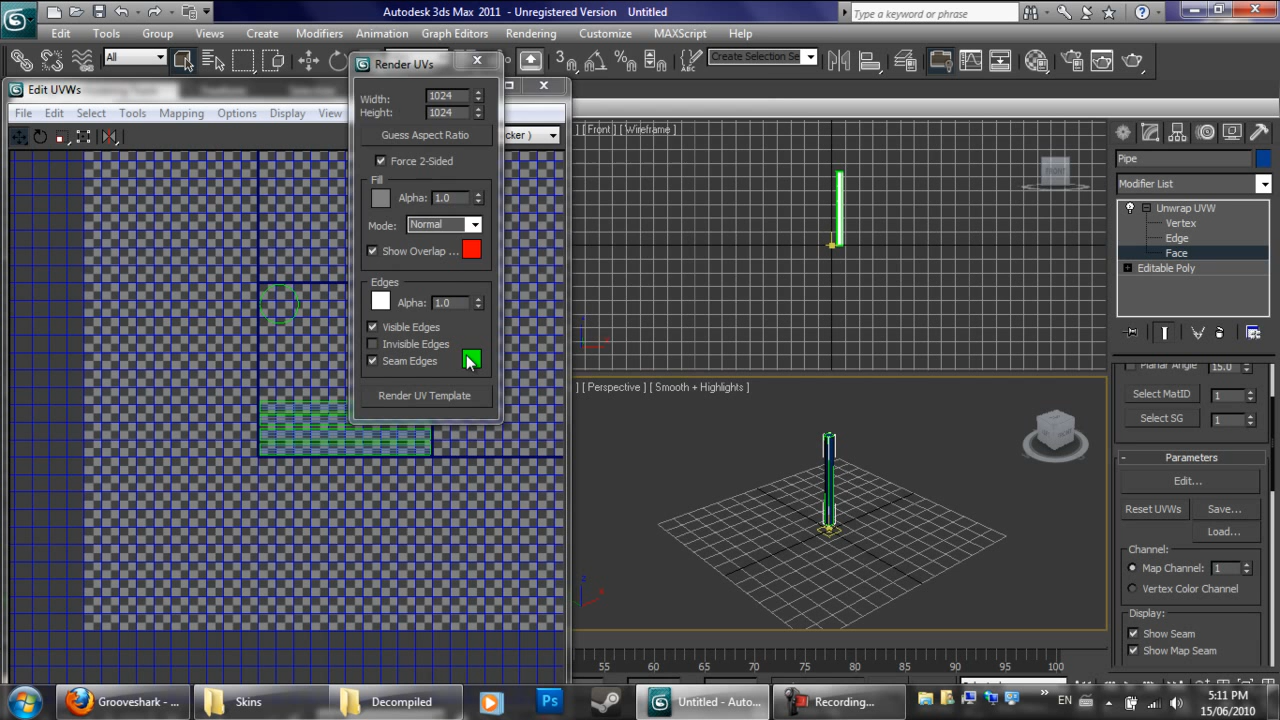 Autodesk 3ds Max 2011 - Unregistered Version Untitled
Type a keyword or phrase
Edit Tools Group Views Create Modifiers Animation Graph Editors Rendering Customize MAXScript Help
All
Create Selection Se
Edit UVWs
File Edit Select Tools Mapping Options Display View
Render UVs
Width: 1024
Height: 1024
Guess Aspect Ratio
Force 2-Sided
Fill
Alpha: 1.0
Mode: Normal
Show Overlap ...
Edges
Alpha: 1.0
Visible Edges
Invisible Edges
Seam Edges
Render UV Template
] [ Front ] [ Wireframe ]
FRONT
] [ Perspective ] [ Smooth + Highlights ]
Pipe
Modifier List
Unwrap UVW
Vertex
Edge
Face
Editable Poly
Planar Angle 15.0
Select MatID 1
Select SG 1
Parameters
Edit...
Reset UVWs Save...
Load...
Channel:
Map Channel: 1
Vertex Color Channel
Display:
Show Seam
Show Map Seam
55 60 65 70 75 80 85 90 95 100
Grooveshark - ...
Skins
Decompiled
Ps
Untitled - Auto...
Recording...
EN
5:11 PM
15/06/2010